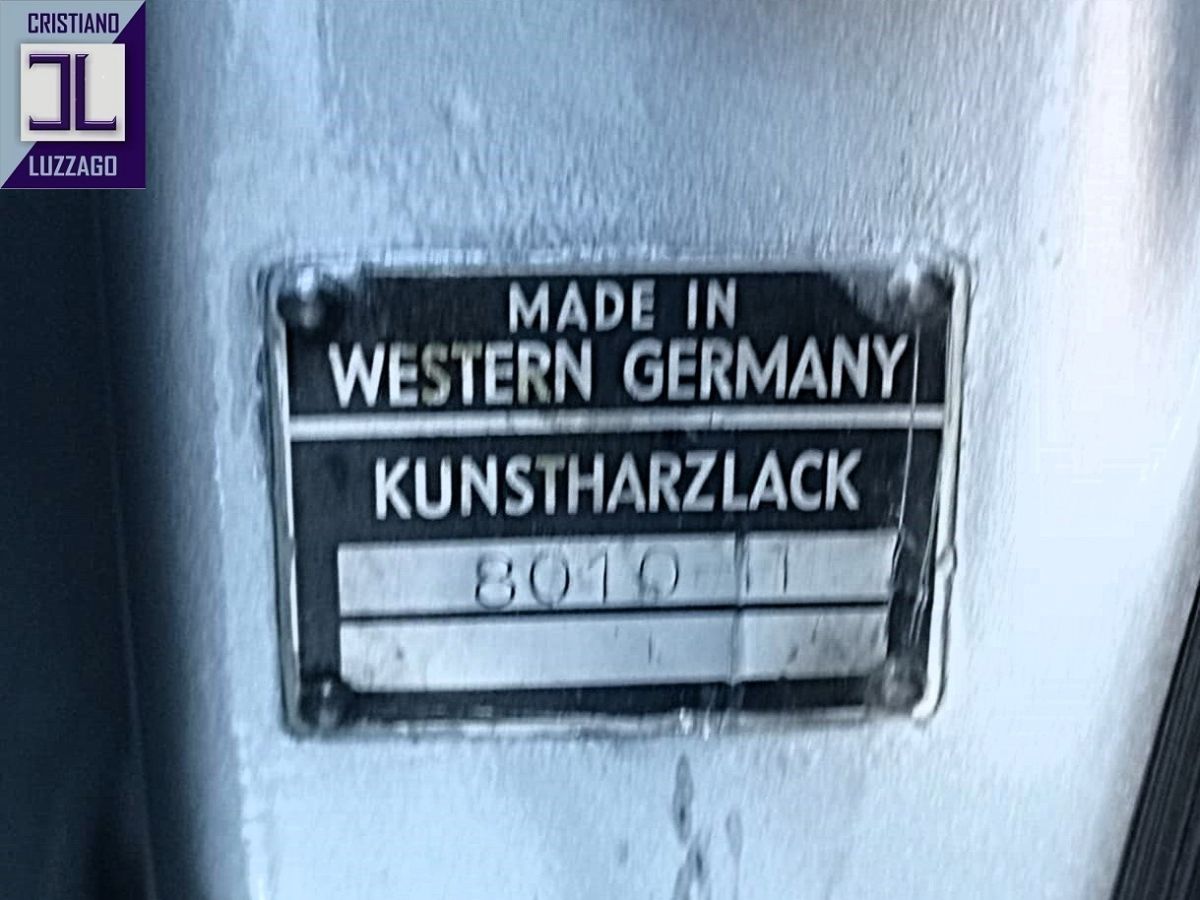 CRISTIANO
LUZZAGO
MADE IN
WESTERN GERMANY
KUNSTHARZLACK
8010